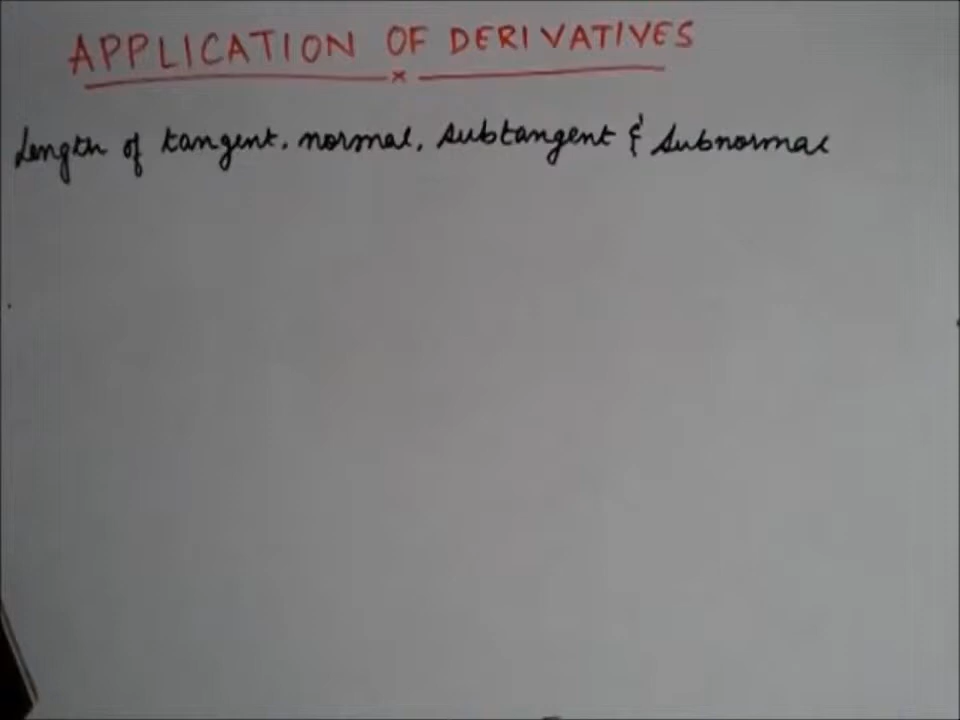 APPLICATION OF DERIVATIVES
Length of tangent, normal, subtangent & Subnormal